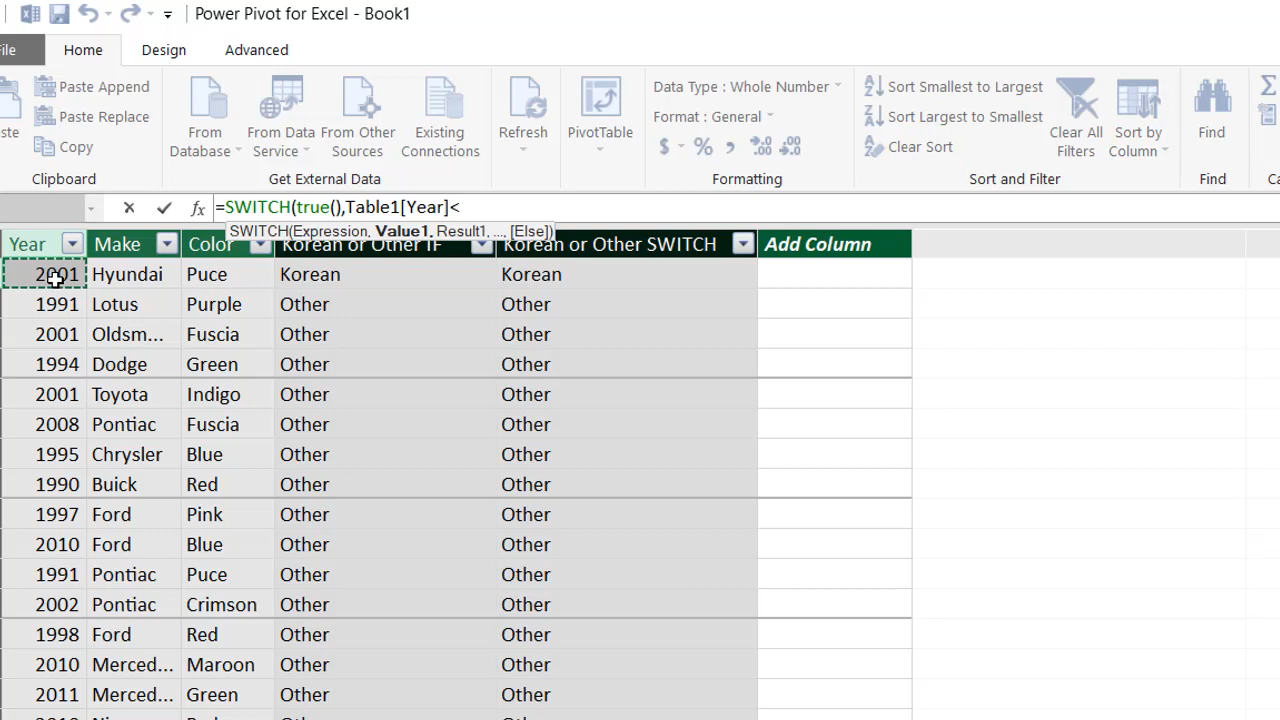 Power Pivot for Excel - Book1
File Home Design Advanced
Paste Append
Paste Replace
Copy
Clipboard
From Database
From Data Service
From Other Sources
Existing Connections
Get External Data
Refresh
PivotTable
Data Type : Whole Number
Format : General
$ % , .00 .00
Formatting
Sort Smallest to Largest
Sort Largest to Smallest
Clear Sort
Clear All Filters
Sort by Column
Sort and Filter
Find
Find
Σ
fx =SWITCH(true(),Table1[Year]<
SWITCH(Expression, Value1, Result1, ..., [Else])
Year Make Color Korean or Other IF Korean or Other SWITCH Add Column
2001 Hyundai Puce Korean Korean
1991 Lotus Purple Other Other
2001 Oldsm... Fuscia Other Other
1994 Dodge Green Other Other
2001 Toyota Indigo Other Other
2008 Pontiac Fuscia Other Other
1995 Chrysler Blue Other Other
1990 Buick Red Other Other
1997 Ford Pink Other Other
2010 Ford Blue Other Other
1991 Pontiac Puce Other Other
2002 Pontiac Crimson Other Other
1998 Ford Red Other Other
2010 Merced... Maroon Other Other
2011 Merced... Green Other Other